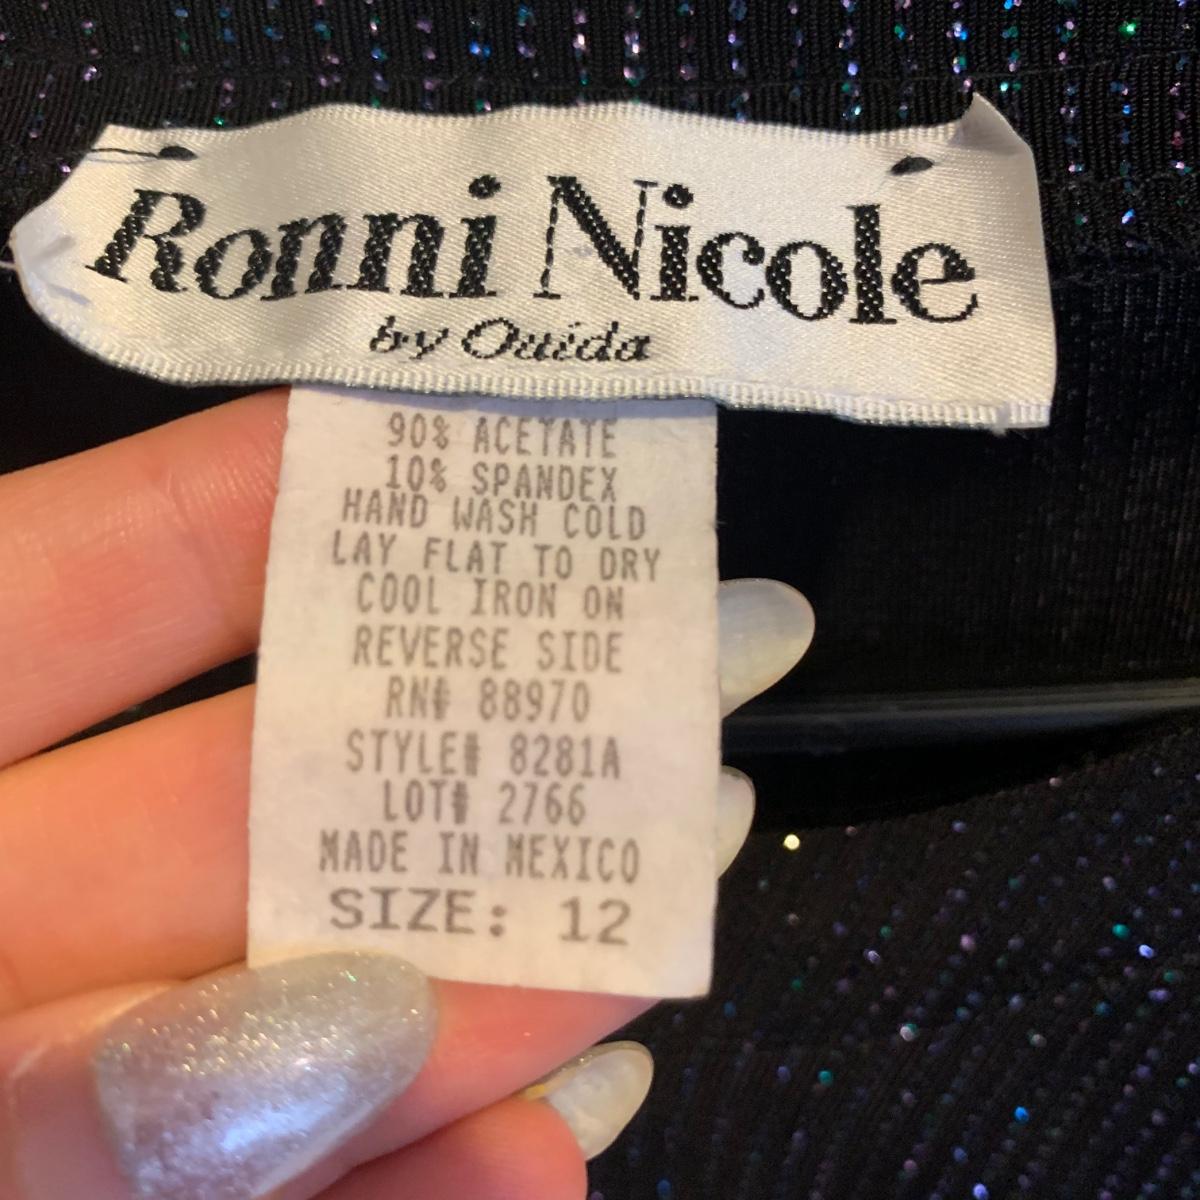 Ronni Nicole
by Ouida
90% ACETATE
10% SPANDEX
HAND WASH COLD
LAY FLAT TO DRY
COOL IRON ON
REVERSE SIDE
RN# 88970
STYLE# 8281A
LOT# 2766
MADE IN MEXICO
SIZE: 12